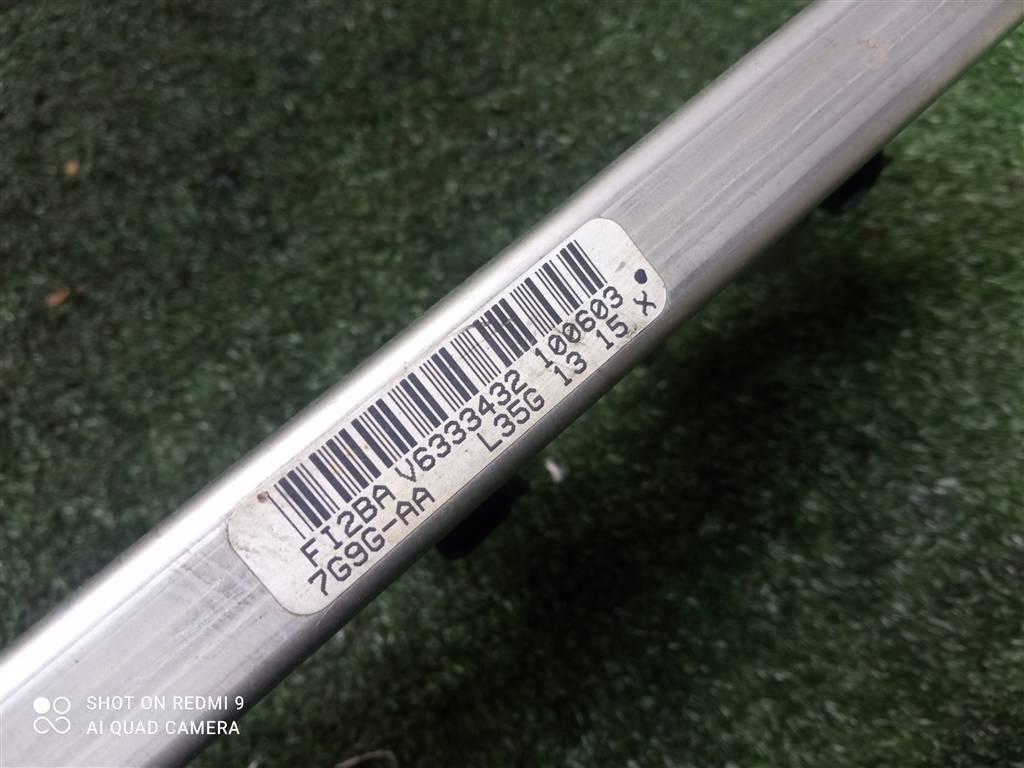 FI2BA V6333432 100603
7G9G-AA L35G 13 15 X
SHOT ON REDMI 9
AI QUAD CAMERA